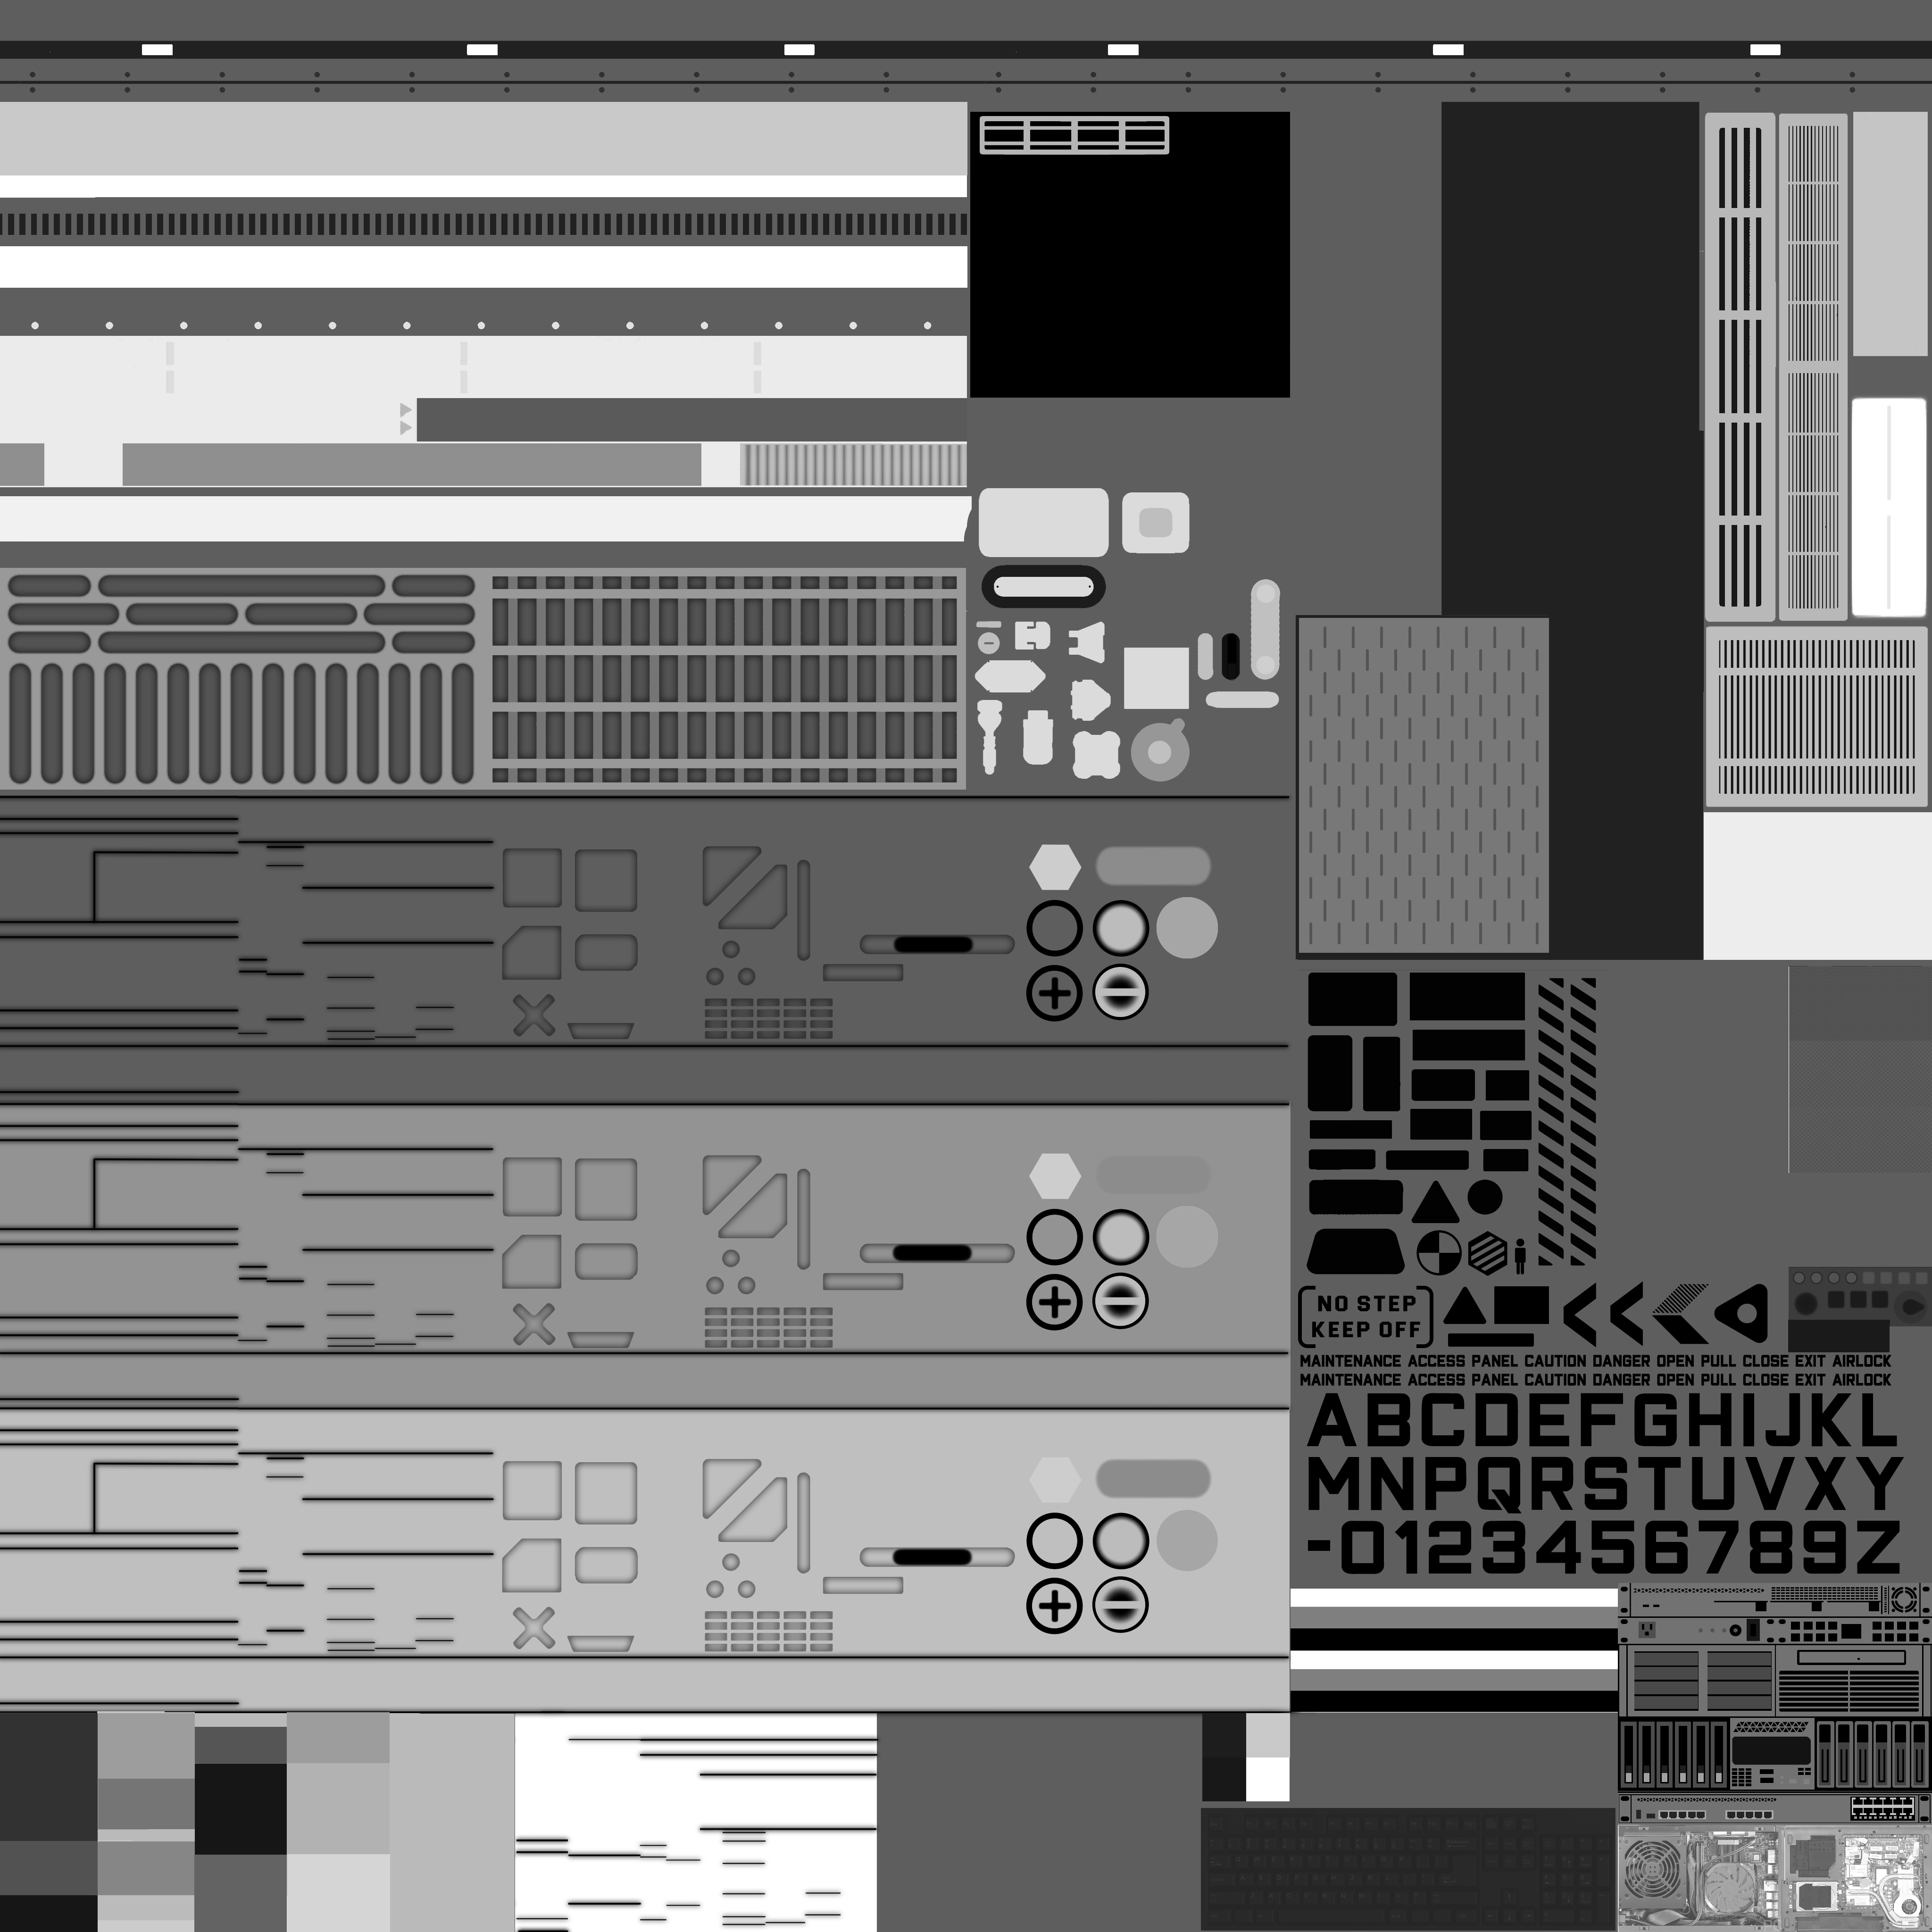 NO STEP
KEEP OFF
MAINTENANCE ACCESS PANEL CAUTION DANGER OPEN PULL CLOSE EXIT AIRLOCK
MAINTENANCE ACCESS PANEL CAUTION DANGER OPEN PULL CLOSE EXIT AIRLOCK
ABCDEFGHIJKL
MNPQRSTUVXY
-0123456789Z